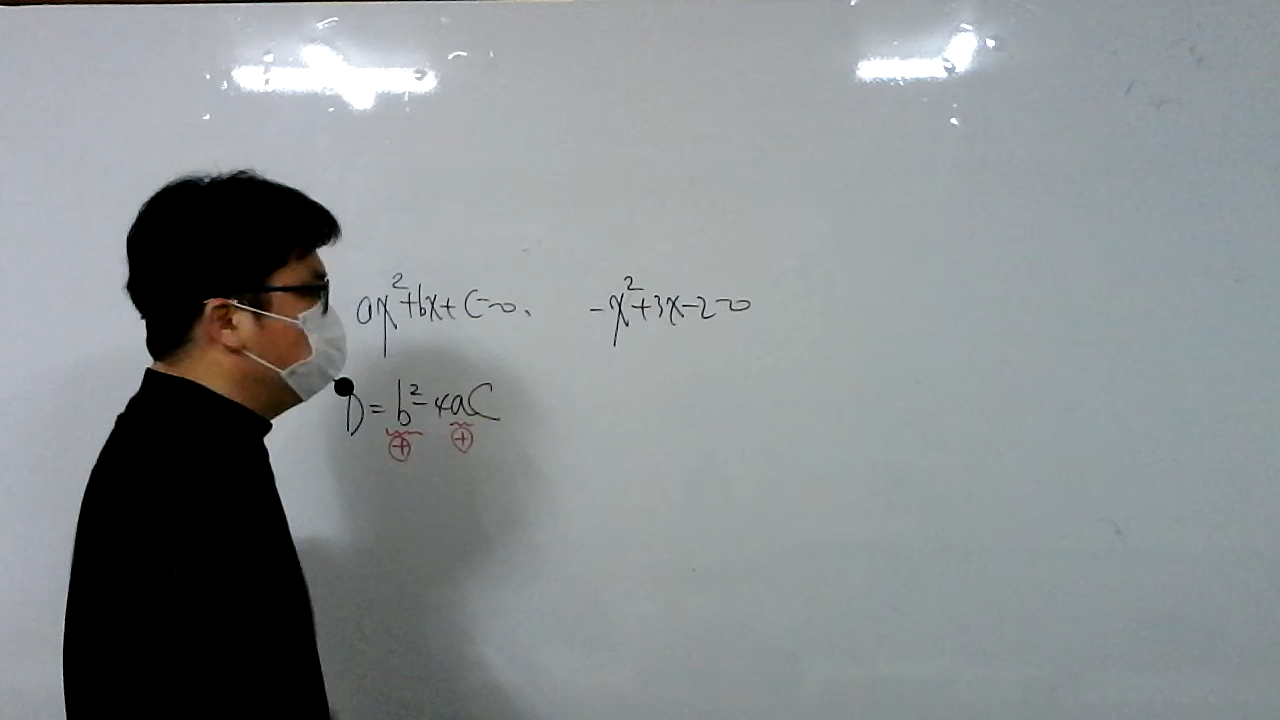 ax²+bx+c=0, -x²+3x-2=0
D=b²-4ac
⊕ ⊕